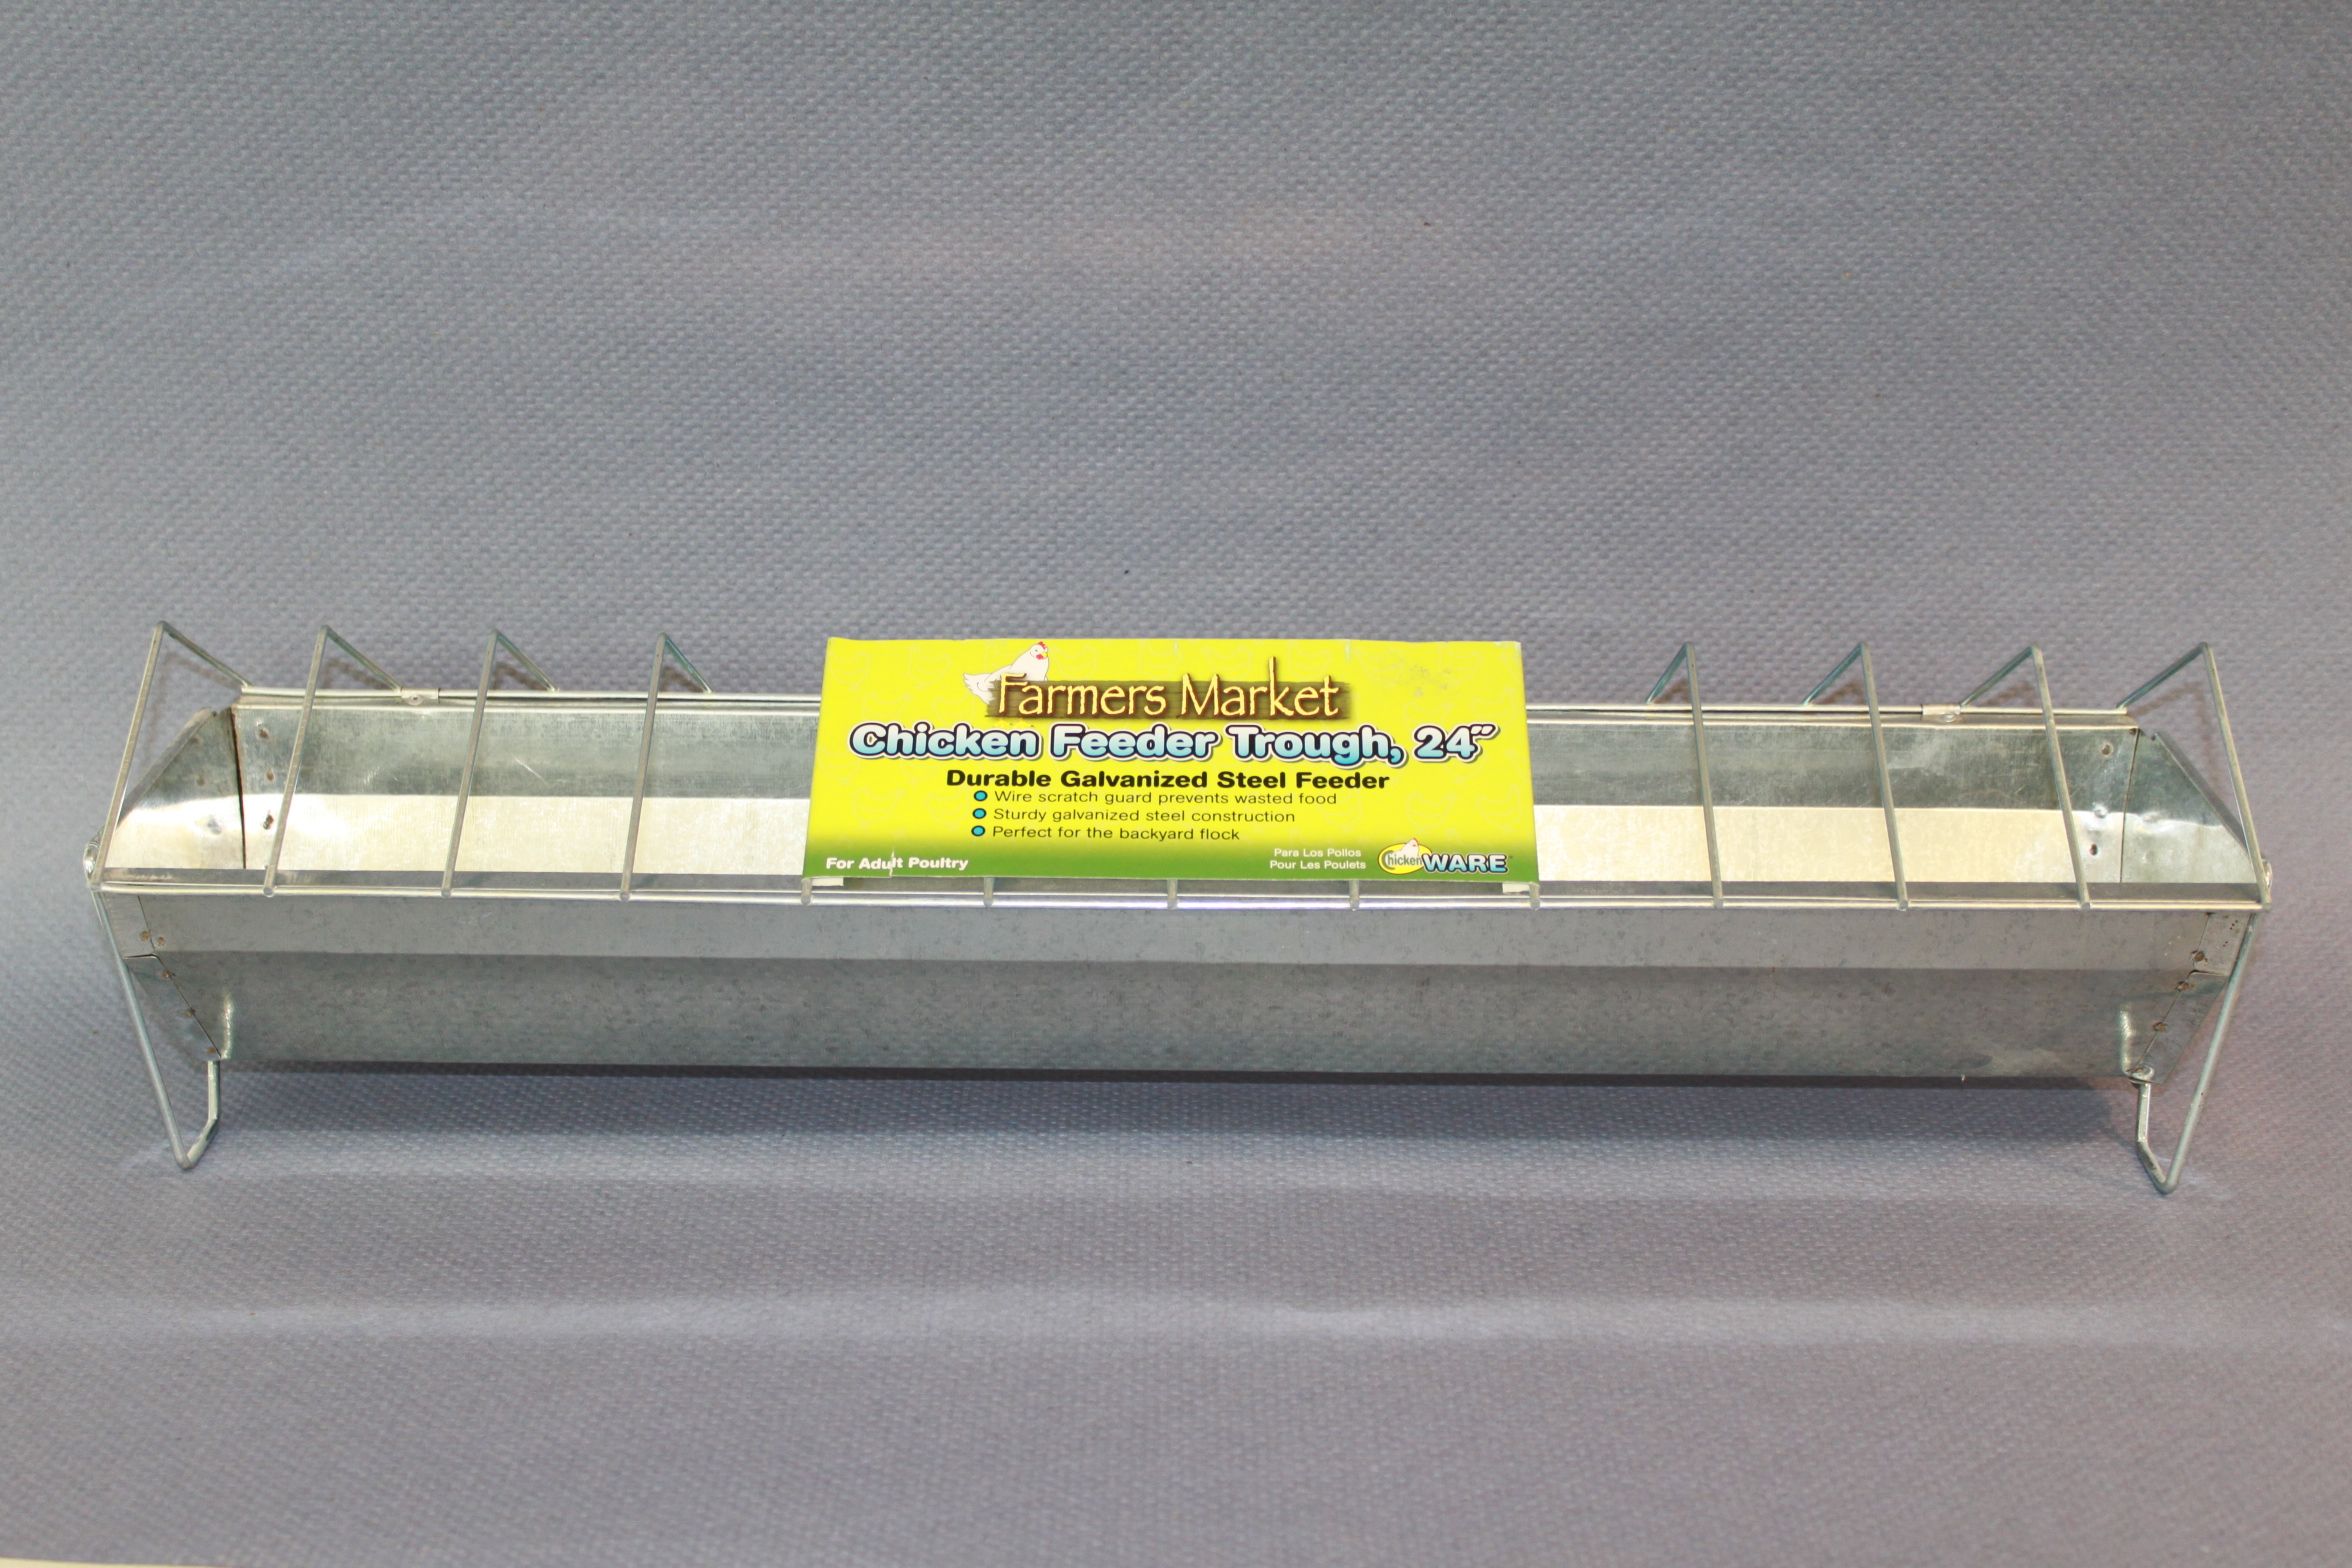 Farmers Market
Chicken Feeder Trough, 24"
Durable Galvanized Steel Feeder
Wire scratch guard prevents wasted food
Sturdy galvanized steel construction
Perfect for the backyard flock
For Adult Poultry
Para Los Pollos
Pour Les Poulets
Chicken WARE